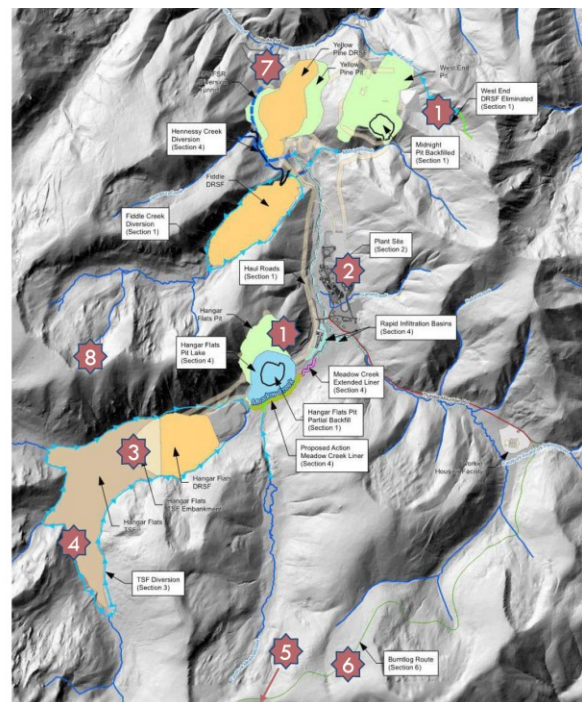 Yellow
Pine DRSF
7
Yellow
Pine Pit
West End
Pit
West End
DRSF Eliminated
(Section 1)
1
Hennessy Creek
Diversion
(Section 4)
Midnight
Pit Backfilled
(Section 1)
Fiddle
DRSF
Fiddle Creek
Diversion
(Section 1)
Plant Site
(Section 2)
2
Haul Roads
(Section 1)
Hangar
Flats Pit
1
Rapid Infiltration Basins
(Section 4)
Hangar Flats
Pit Lake
(Section 4)
8
Meadow Creek
Extended Liner
(Section 4)
Hangar Flats Pit
Partial Backfill
(Section 1)
Proposed Action
Meadow Creek Liner
(Section 4)
3
Hangar Flats
DRSF
Hangar Flats
TSF Embankment
Hangar Flats
TSF
4
TSF Diversion
(Section 3)
5
6
Burntlog Route
(Section 6)